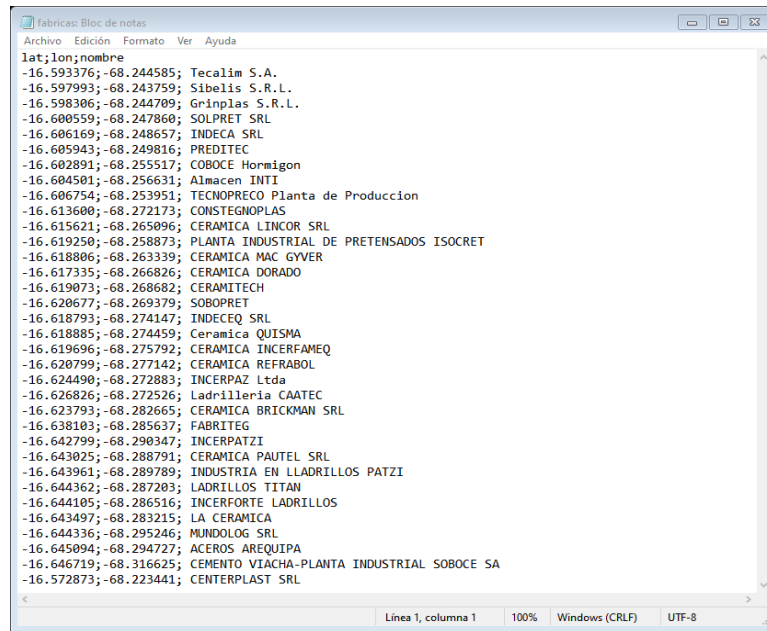 fabricas: Bloc de notas
Archivo Edición Formato Ver Ayuda
lat;lon;nombre
-16.593376;-68.244585; Tecalim S.A.
-16.597993;-68.243759; Sibelis S.R.L.
-16.598306;-68.244709; Grinplas S.R.L.
-16.600559;-68.247860; SOLPRET SRL
-16.606169;-68.248657; INDECA SRL
-16.605943;-68.249816; PREDITEC
-16.602891;-68.255517; COBOCE Hormigon
-16.604501;-68.256631; Almacen INTI
-16.606754;-68.253951; TECNOPRECO Planta de Produccion
-16.613600;-68.272173; CONSTEGNOPLAS
-16.615621;-68.265096; CERAMICA LINCOR SRL
-16.619250;-68.258873; PLANTA INDUSTRIAL DE PRETENSADOS ISOCRET
-16.618806;-68.263339; CERAMICA MAC GYVER
-16.617335;-68.266826; CERAMICA DORADO
-16.619073;-68.268682; CERAMITECH
-16.620677;-68.269379; SOBOPRET
-16.618793;-68.274147; INDECEQ SRL
-16.618885;-68.274459; Ceramica QUISMA
-16.619696;-68.275792; CERAMICA INCERFAMEQ
-16.620799;-68.277142; CERAMICA REFRABOL
-16.624490;-68.272883; INCERPAZ Ltda
-16.626826;-68.272526; Ladrilleria CAATEC
-16.623793;-68.282665; CERAMICA BRICKMAN SRL
-16.638103;-68.285637; FABRITEG
-16.642799;-68.290347; INCERPATZI
-16.643025;-68.288791; CERAMICA PAUTEL SRL
-16.643961;-68.289789; INDUSTRIA EN LLADRILLOS PATZI
-16.644362;-68.287203; LADRILLOS TITAN
-16.644105;-68.286516; INCERFORTE LADRILLOS
-16.643497;-68.283215; LA CERAMICA
-16.644336;-68.295246; MUNDOLOG SRL
-16.645094;-68.294727; ACEROS AREQUIPA
-16.646719;-68.316625; CEMENTO VIACHA-PLANTA INDUSTRIAL SOBOCE SA
-16.572873;-68.223441; CENTERPLAST SRL
Línea 1, columna 1 100% Windows (CRLF) UTF-8